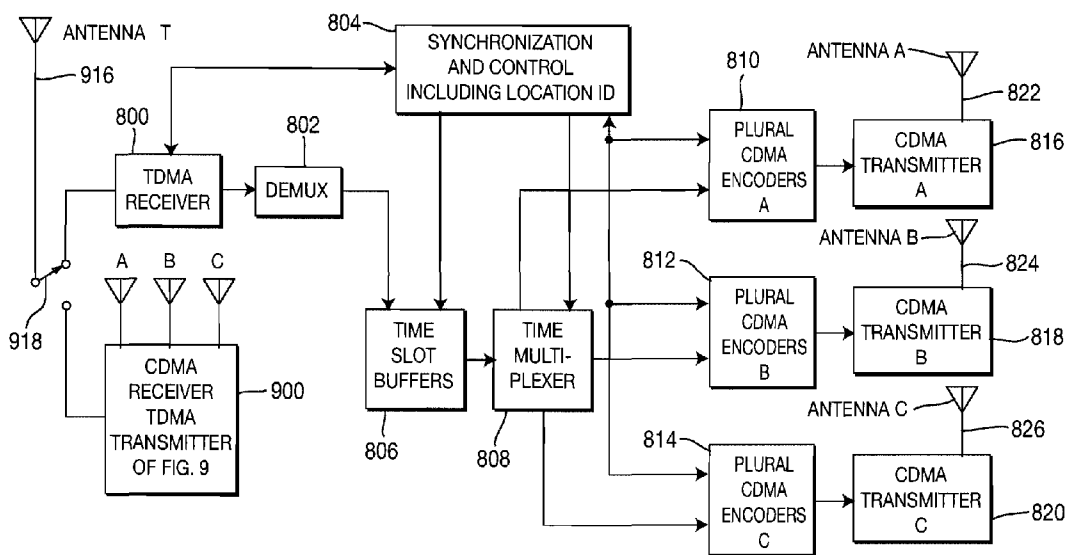 ANTENNA T
916
804
SYNCHRONIZATION
AND CONTROL
INCLUDING LOCATION ID
800
TDMA
RECEIVER
802
DEMUX
918
A
B
C
CDMA
RECEIVER
TDMA
TRANSMITTER
OF FIG. 9
900
TIME
SLOT
BUFFERS
806
TIME
MULTI-
PLEXER
808
810
PLURAL
CDMA
ENCODERS
A
ANTENNA A
822
CDMA
TRANSMITTER
A
816
812
PLURAL
CDMA
ENCODERS
B
ANTENNA B
824
CDMA
TRANSMITTER
B
818
814
PLURAL
CDMA
ENCODERS
C
ANTENNA C
826
CDMA
TRANSMITTER
C
820